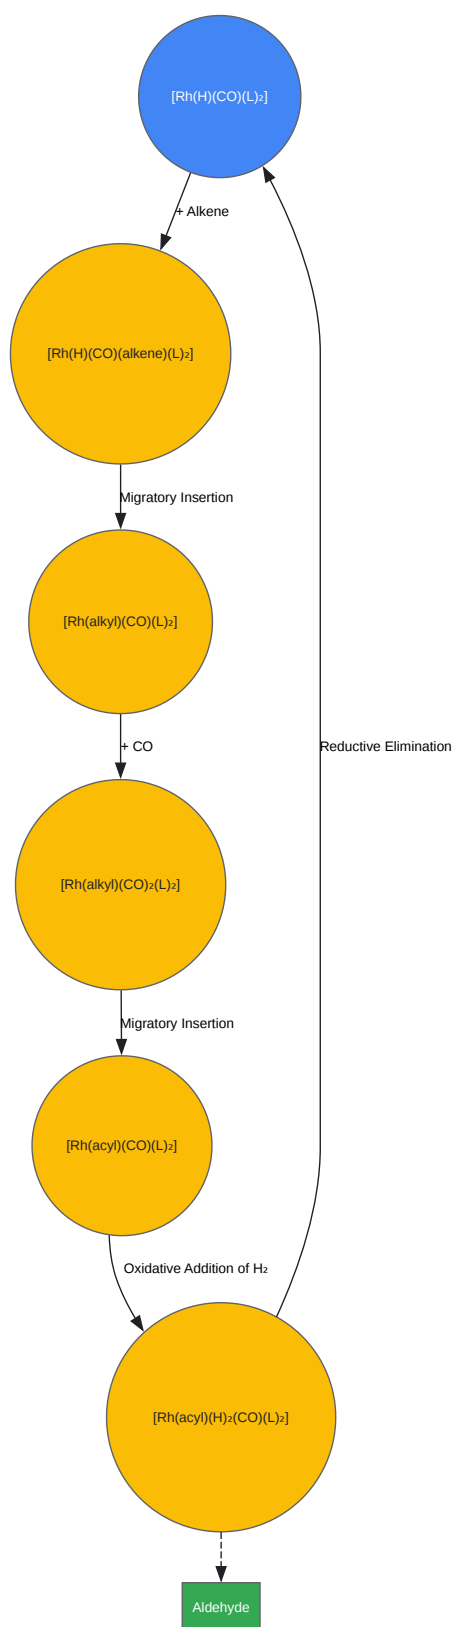 [Rh(H)(CO)(L)₂]
+ Alkene
[Rh(H)(CO)(alkene)(L)₂]
Migratory Insertion
[Rh(alkyl)(CO)(L)₂]
+ CO
Reductive Elimination
[Rh(alkyl)(CO)₂(L)₂]
Migratory Insertion
[Rh(acyl)(CO)(L)₂]
Oxidative Addition of H₂
[Rh(acyl)(H)₂(CO)(L)₂]
Aldehyde